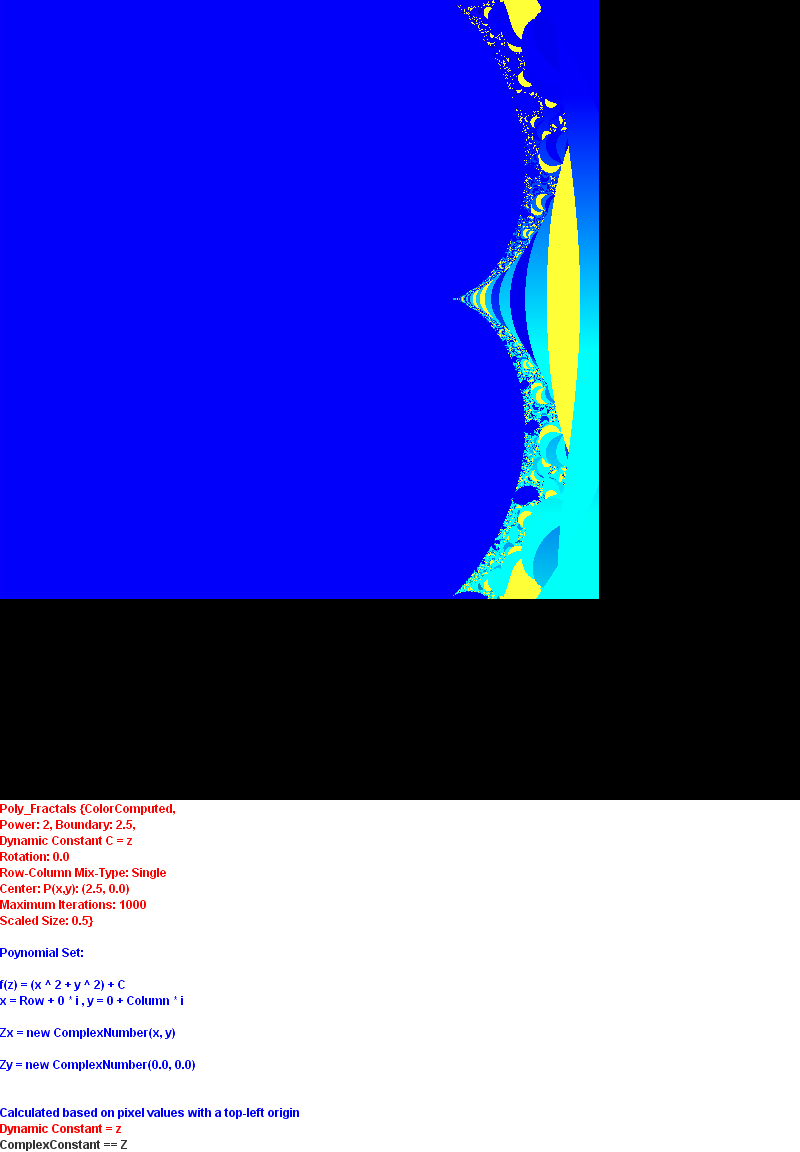 Poly_Fractals {ColorComputed,
Power: 2, Boundary: 2.5,
Dynamic Constant C = z
Rotation: 0.0
Row-Column Mix-Type: Single
Center: P(x,y): (2.5, 0.0)
Maximum Iterations: 1000
Scaled Size: 0.5}
Poynomial Set:
f(z) = (x ^ 2 + y ^ 2) + C
x = Row + 0 * i , y = 0 + Column * i
Zx = new ComplexNumber(x, y)
Zy = new ComplexNumber(0.0, 0.0)
Calculated based on pixel values with a top-left origin
Dynamic Constant = z
ComplexConstant == Z